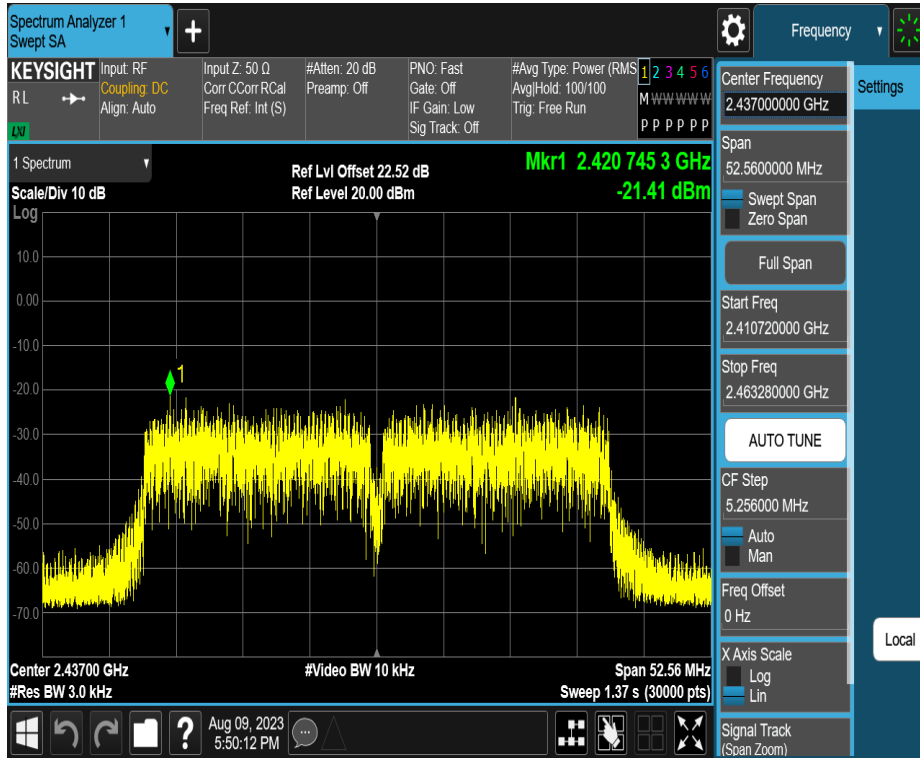 Spectrum Analyzer 1
Swept SA
+
Frequency
KEYSIGHT
R L
LXI
Input: RF
Coupling: DC
Align: Auto
Input Z: 50 Ω
Corr CCorr RCal
Freq Ref: Int (S)
#Atten: 20 dB
Preamp: Off
PNO: Fast
Gate: Off
IF Gain: Low
Sig Track: Off
#Avg Type: Power (RMS
Avg|Hold: 100/100
Trig: Free Run
1 2 3 4 5 6
M W W W W W
P P P P P P
1 Spectrum
Scale/Div 10 dB
Log
Ref Lvl Offset 22.52 dB
Ref Level 20.00 dBm
Mkr1 2.420 745 3 GHz
-21.41 dBm
10.0
0.00
-10.0
-20.0
-30.0
-40.0
-50.0
-60.0
-70.0
1
Center 2.43700 GHz
#Res BW 3.0 kHz
#Video BW 10 kHz
Span 52.56 MHz
Sweep 1.37 s (30000 pts)
Center Frequency
2.437000000 GHz
Span
52.5600000 MHz
Swept Span
Zero Span
Full Span
Start Freq
2.410720000 GHz
Stop Freq
2.463280000 GHz
AUTO TUNE
CF Step
5.256000 MHz
Auto
Man
Freq Offset
0 Hz
X Axis Scale
Log
Lin
Signal Track
(Span Zoom)
Settings
Local
?
Aug 09, 2023
5:50:12 PM